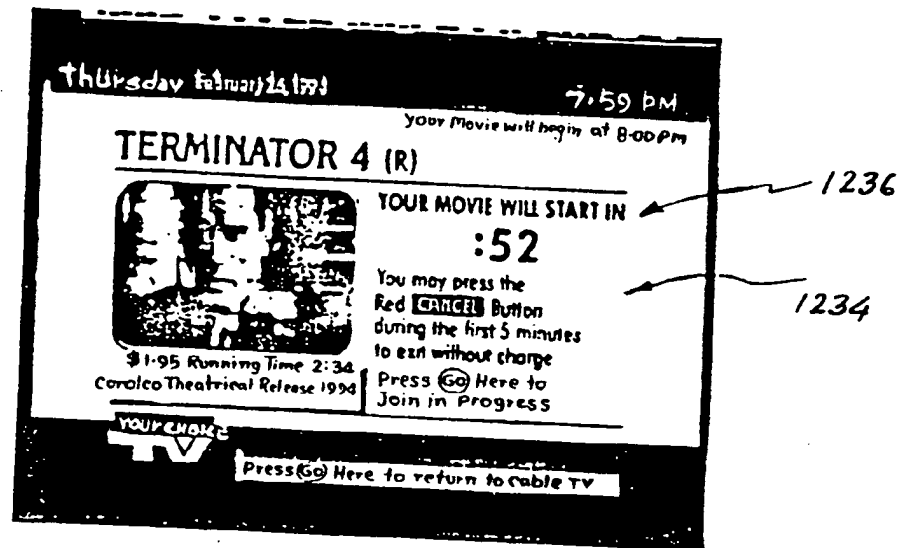 Thursday February
7:59 PM
Your Movie will begin at 8:00 PM
TERMINATOR 4 (R)
YOUR MOVIE WILL START IN
1236
:52
You may press the
Red CANCEL Button
1234
during the first 5 minutes
to exit without charge
$1.95 Running Time 2:34
Carolco Theatrical Release 1994
Press Go Here to
Join in Progress
YOUR CHOICE
TV
Press Go Here to return to cable TV